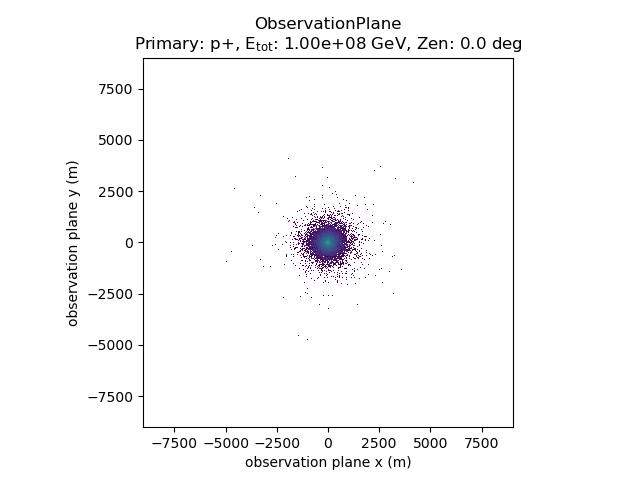 ObservationPlane
Primary: p+, E_tot: 1.00e+08 GeV, Zen: 0.0 deg
observation plane y (m)
7500
5000
2500
0
−2500
−5000
−7500
−7500 −5000 −2500 0 2500 5000 7500
observation plane x (m)